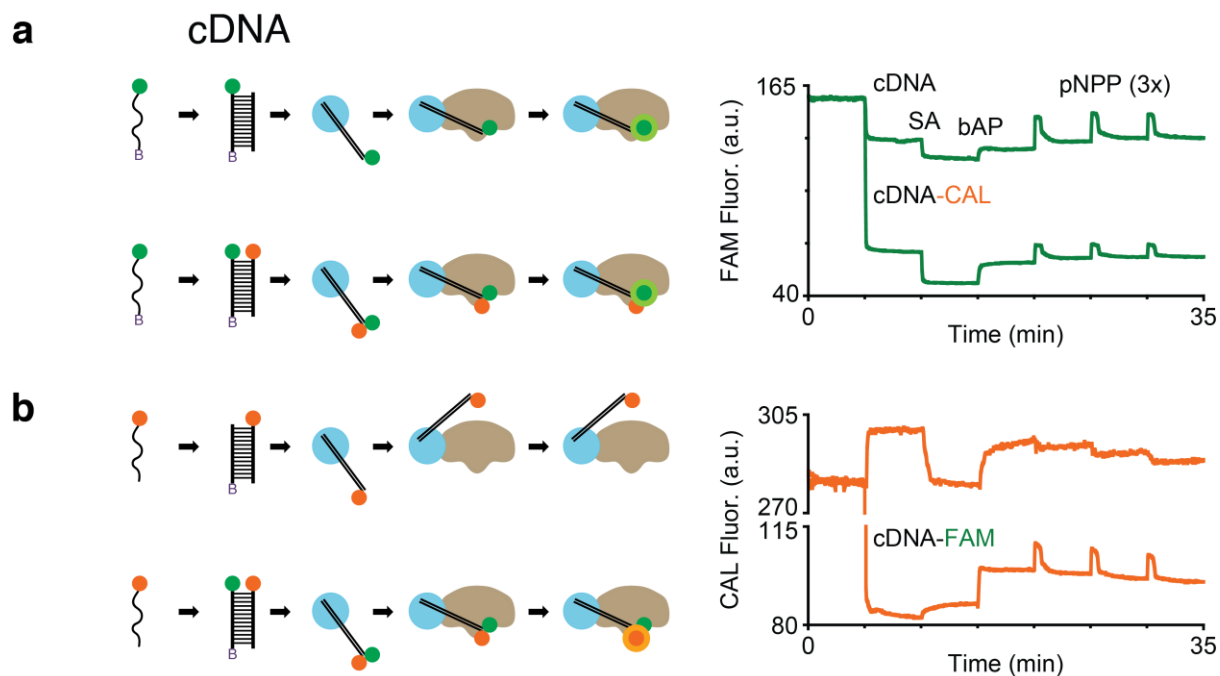 a
cDNA
B
B
B
B
165
cDNA
pNPP (3x)
SA
bAP
cDNA-CAL
FAM Fluor. (a.u.)
40
0
35
Time (min)
b
B
B
305
270
115
cDNA-FAM
CAL Fluor. (a.u.)
80
0
35
Time (min)